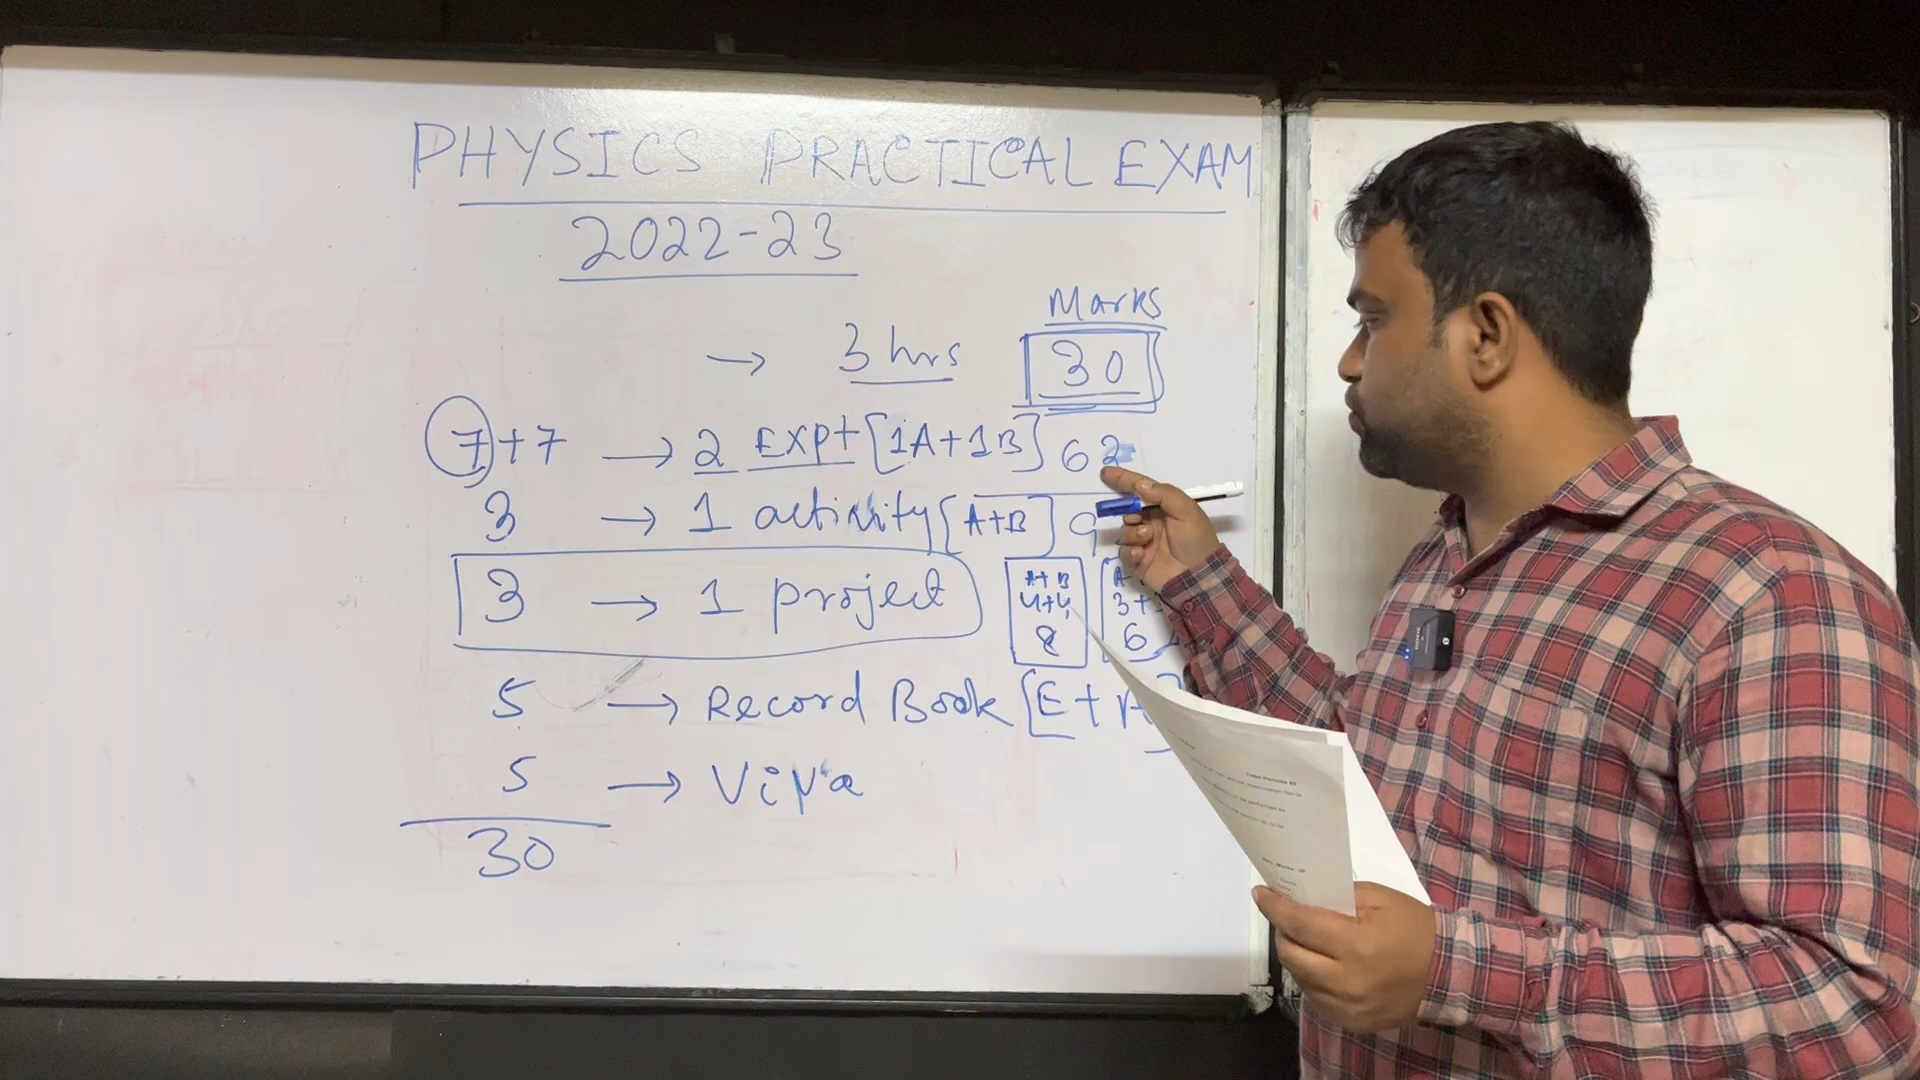 PHYSICS PRACTICAL EXAM
2022-23
Marks
→ 3 hrs 30
7+7 → 2 EXPt [1A+1B] 62
3 → 1 activity [A+B] 9
3 → 1 project
A+B
4+4
8
A
3+
6
5 → Record Book [E+A]
5 → Viva
30